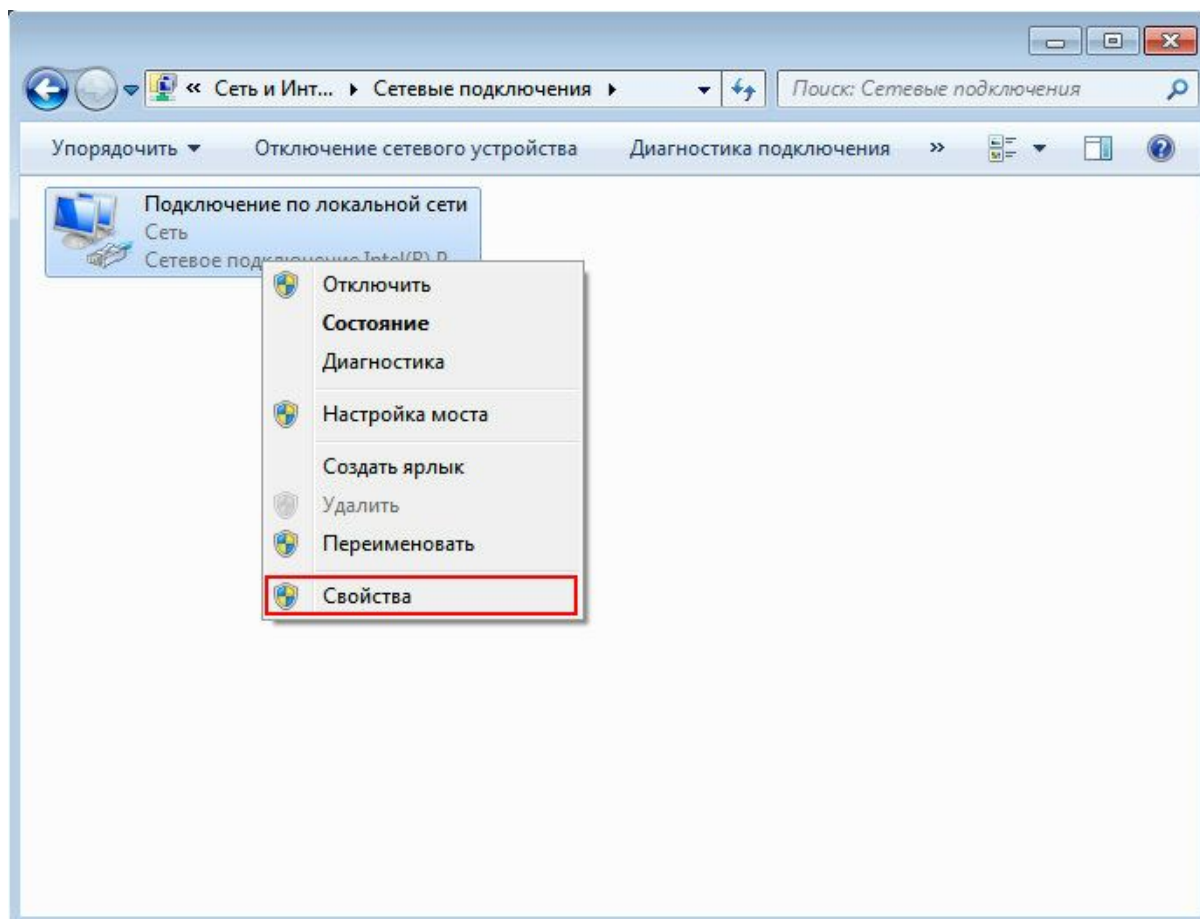 « Сеть и Инт... Сетевые подключения
Поиск: Сетевые подключения
Упорядочить Отключение сетевого устройства Диагностика подключения »
Подключение по локальной сети
Сеть
Сетевое
Отключить
Состояние
Диагностика
Настройка моста
Создать ярлык
Удалить
Переименовать
Свойства